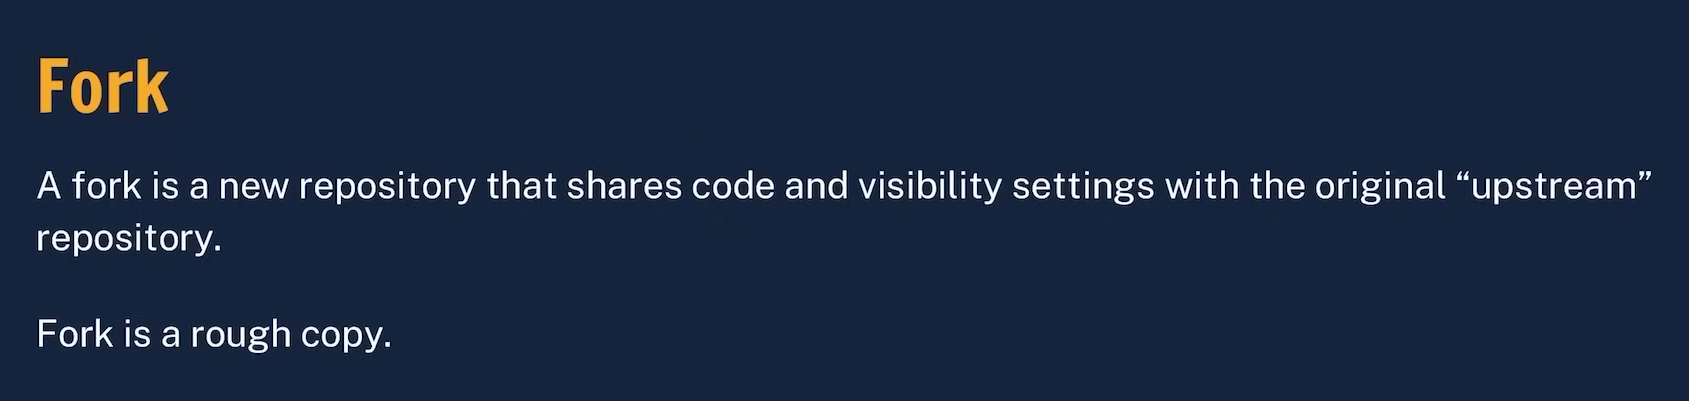 Fork
A fork is a new repository that shares code and visibility settings with the original “upstream”
repository.
Fork is a rough copy.